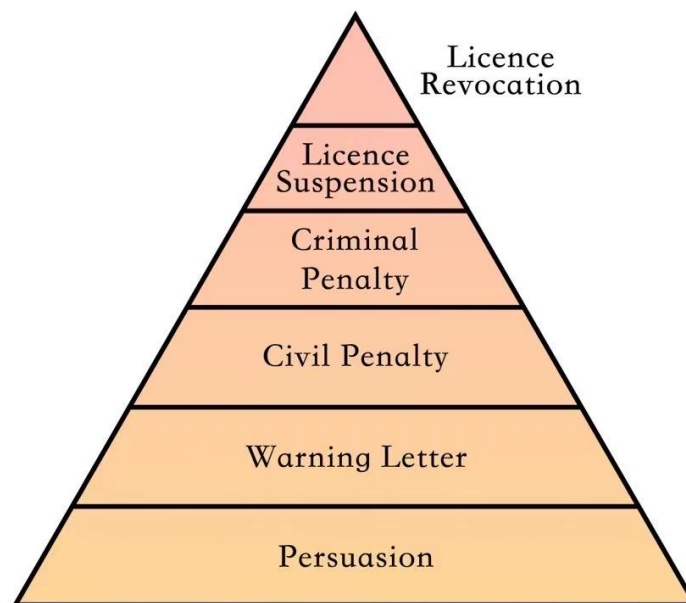 Licence
Revocation
Licence
Suspension
Criminal
Penalty
Civil Penalty
Warning Letter
Persuasion